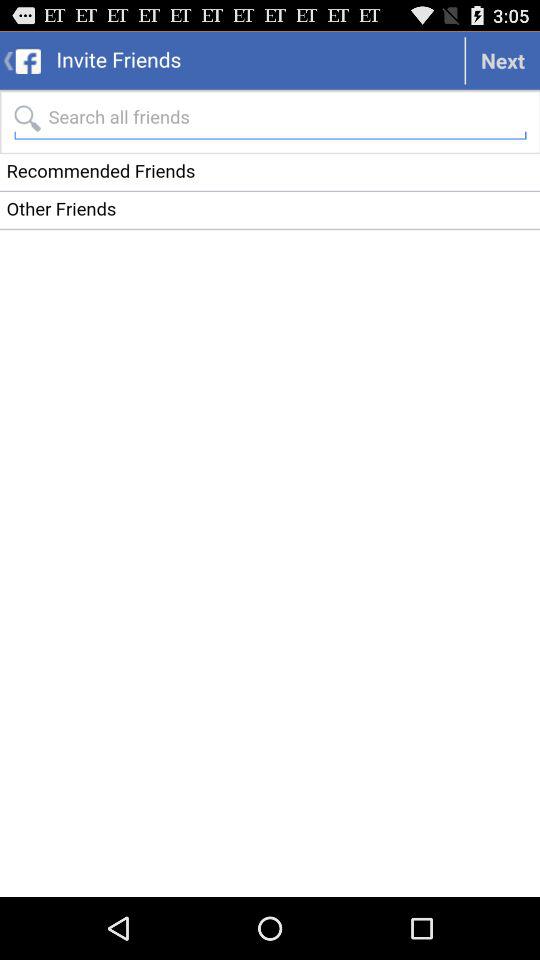 ET ET ET ET ET ET ET ET ET ET ET 3:05
Invite Friends Next
Search all friends
Recommended Friends
Other Friends